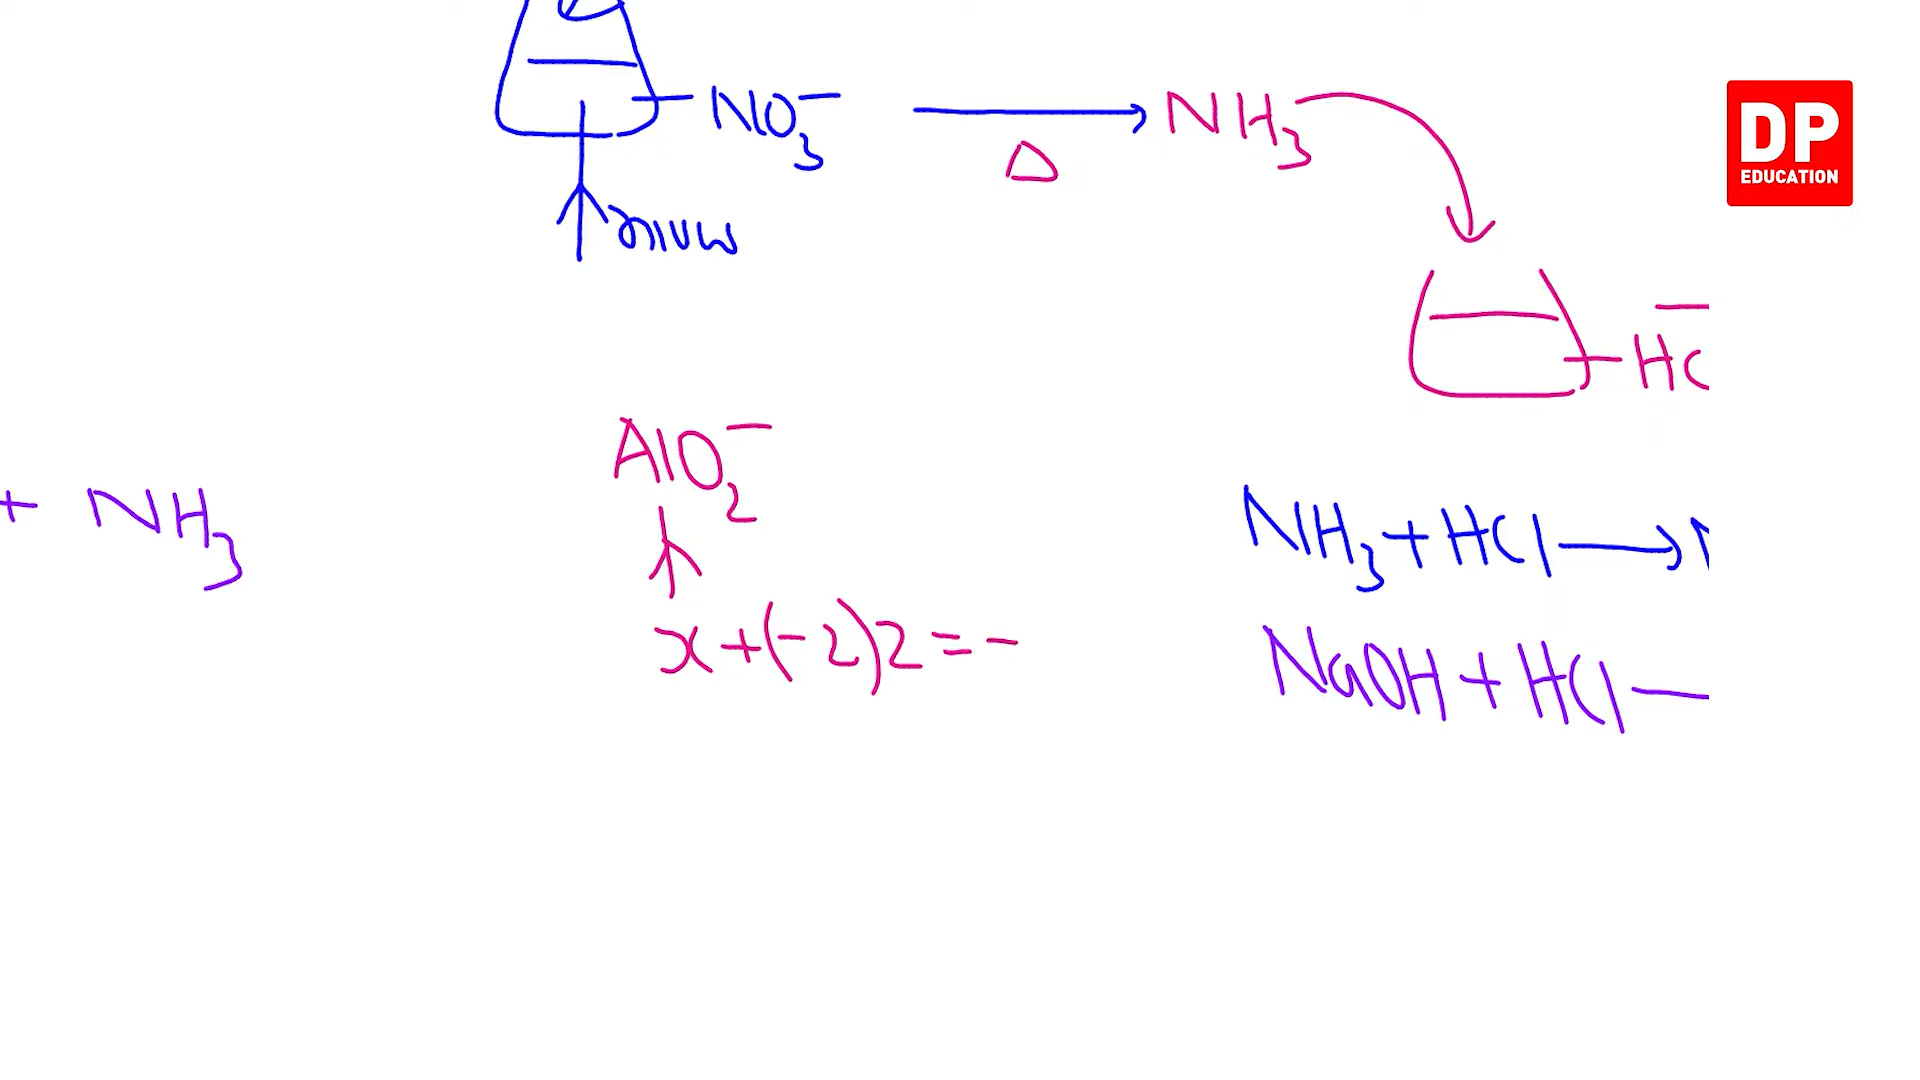 NO₃⁻ ⟶ NH₃
Δ
DP
EDUCATION
HC
AlO₂⁻
+ NH₃
NH₃ + HCl ⟶ N
x + (-2)2 = -
NaOH + HCl —